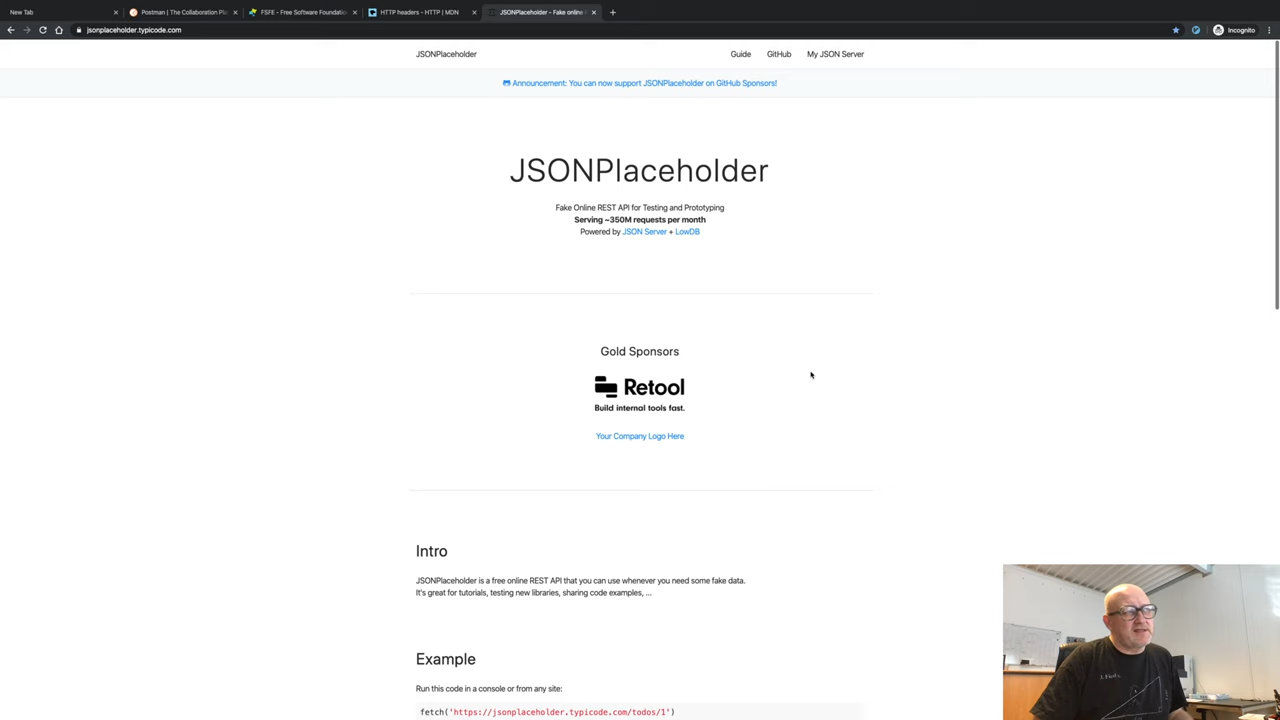 New Tab
Postman | The Collaboration Pla
FSFE - Free Software Foundatio
HTTP headers - HTTP | MDN
JSONPlaceholder - Fake online
jsonplaceholder.typicode.com
Incognito
JSONPlaceholder
Guide
GitHub
My JSON Server
Announcement: You can now support JSONPlaceholder on GitHub Sponsors!
JSONPlaceholder
Fake Online REST API for Testing and Prototyping
Serving ~350M requests per month
Powered by JSON Server + LowDB
Gold Sponsors
Retool
Build internal tools fast.
Your Company Logo Here
Intro
JSONPlaceholder is a free online REST API that you can use whenever you need some fake data.
It's great for tutorials, testing new libraries, sharing code examples, ...
Example
Run this code in a console or from any site:
fetch('https://jsonplaceholder.typicode.com/todos/1')